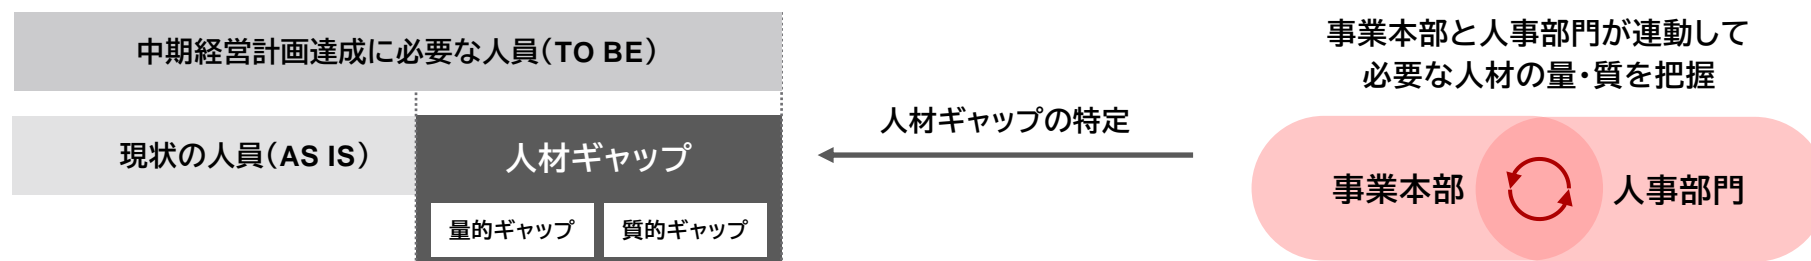 中期経営計画達成に必要な人員(TO BE)
現状の人員(AS IS)
人材ギャップ
量的ギャップ
質的ギャップ
人材ギャップの特定
事業本部と人事部門が連動して
必要な人材の量・質を把握
事業本部
人事部門